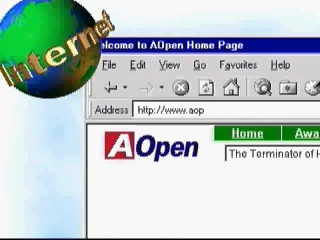 Internet
elcome to AOpen Home Page
File Edit View Go Favorites Help
Address http://www.aop
AOpen
Home Awa
The Terminator of H